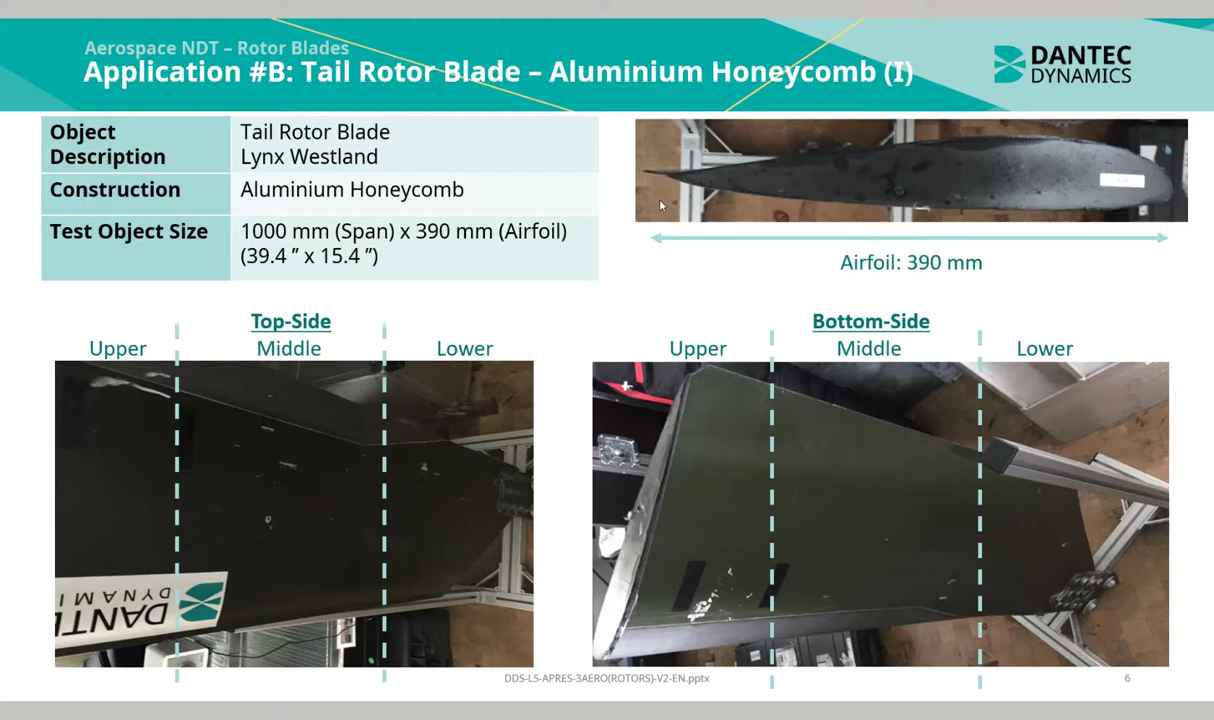 Aerospace NDT – Rotor Blades
Application #B: Tail Rotor Blade – Aluminium Honeycomb (I)
DANTEC
DYNAMICS
Object Description
Tail Rotor Blade
Lynx Westland
Construction
Aluminium Honeycomb
Test Object Size
1000 mm (Span) x 390 mm (Airfoil)
(39.4 ” x 15.4 ”)
Airfoil: 390 mm
Top-Side
Upper
Middle
Lower
Bottom-Side
Upper
Middle
Lower
DANTEC
DYNAMI
DDS-LS-APRES-3AERO(ROTORS)-V2-EN.pptx
6